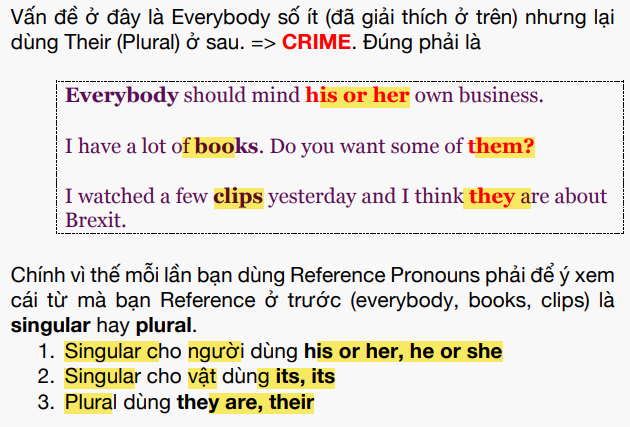 Vấn đề ở đây là Everybody số ít (đã giải thích ở trên) nhưng lại
dùng Their (Plural) ở sau. => CRIME. Đúng phải là
Everybody should mind his or her own business.
I have a lot of books. Do you want some of them?
I watched a few clips yesterday and I think they are about
Brexit.
Chính vì thế mỗi lần bạn dùng Reference Pronouns phải để ý xem
cái từ mà bạn Reference ở trước (everybody, books, clips) là
singular hay plural.
1. Singular cho người dùng his or her, he or she
2. Singular cho vật dùng its, its
3. Plural dùng they are, their